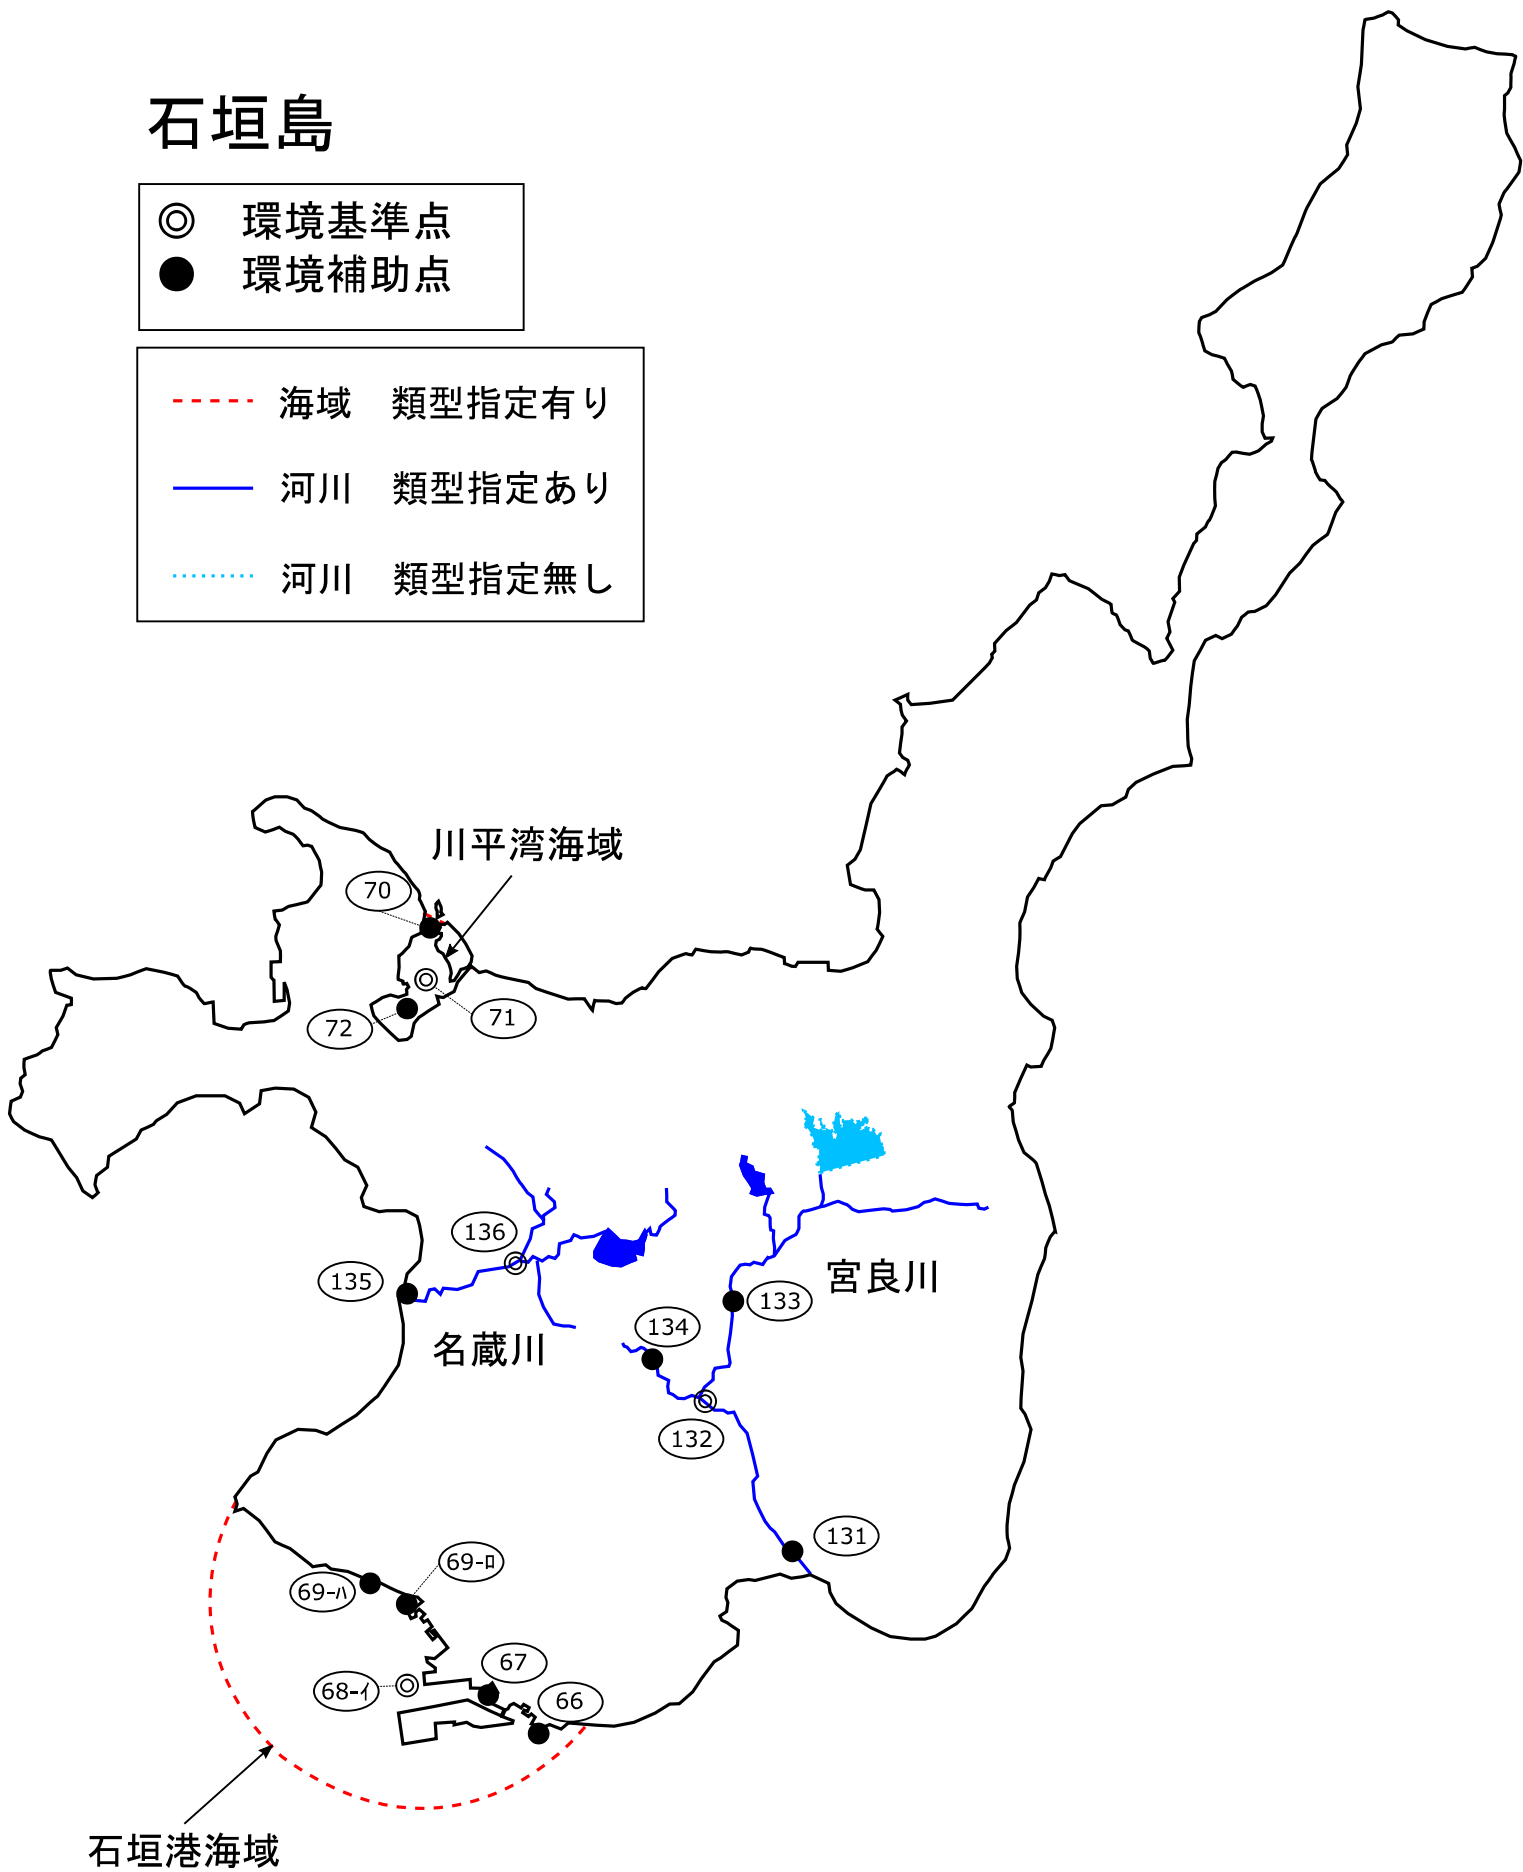 石垣島
環境基準点
環境補助点
海域　類型指定有り
河川　類型指定あり
河川　類型指定無し
川平湾海域
70
71
72
136
135
名蔵川
宮良川
133
134
132
131
69-ﾛ
69-ﾊ
67
68-ｲ
66
石垣港海域